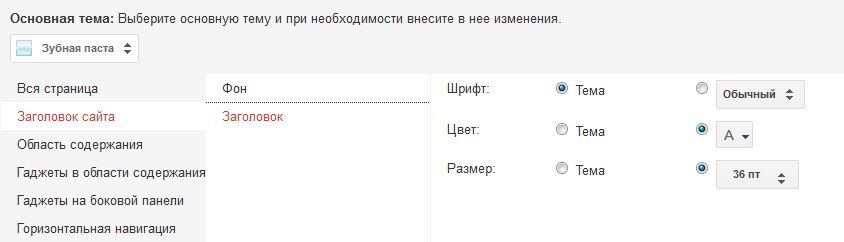 Основная тема: Выберите основную тему и при необходимости внесите в нее изменения.
Зубная паста
Вся страница
Заголовок сайта
Область содержания
Гаджеты в области содержания
Гаджеты на боковой панели
Горизонтальная навигация
Фон
Заголовок
Шрифт: Тема Обычный
Цвет: Тема A
Размер: Тема 36 пт